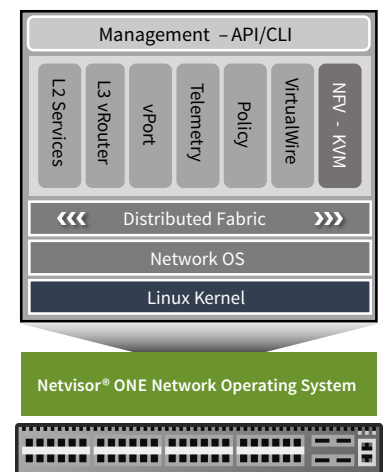 Management – API/CLI
L2 Services
L3 vRouter
vPort
Telemetry
Policy
VirtualWire
NFV - KVM
Distributed Fabric
Network OS
Linux Kernel
Netvisor® ONE Network Operating System